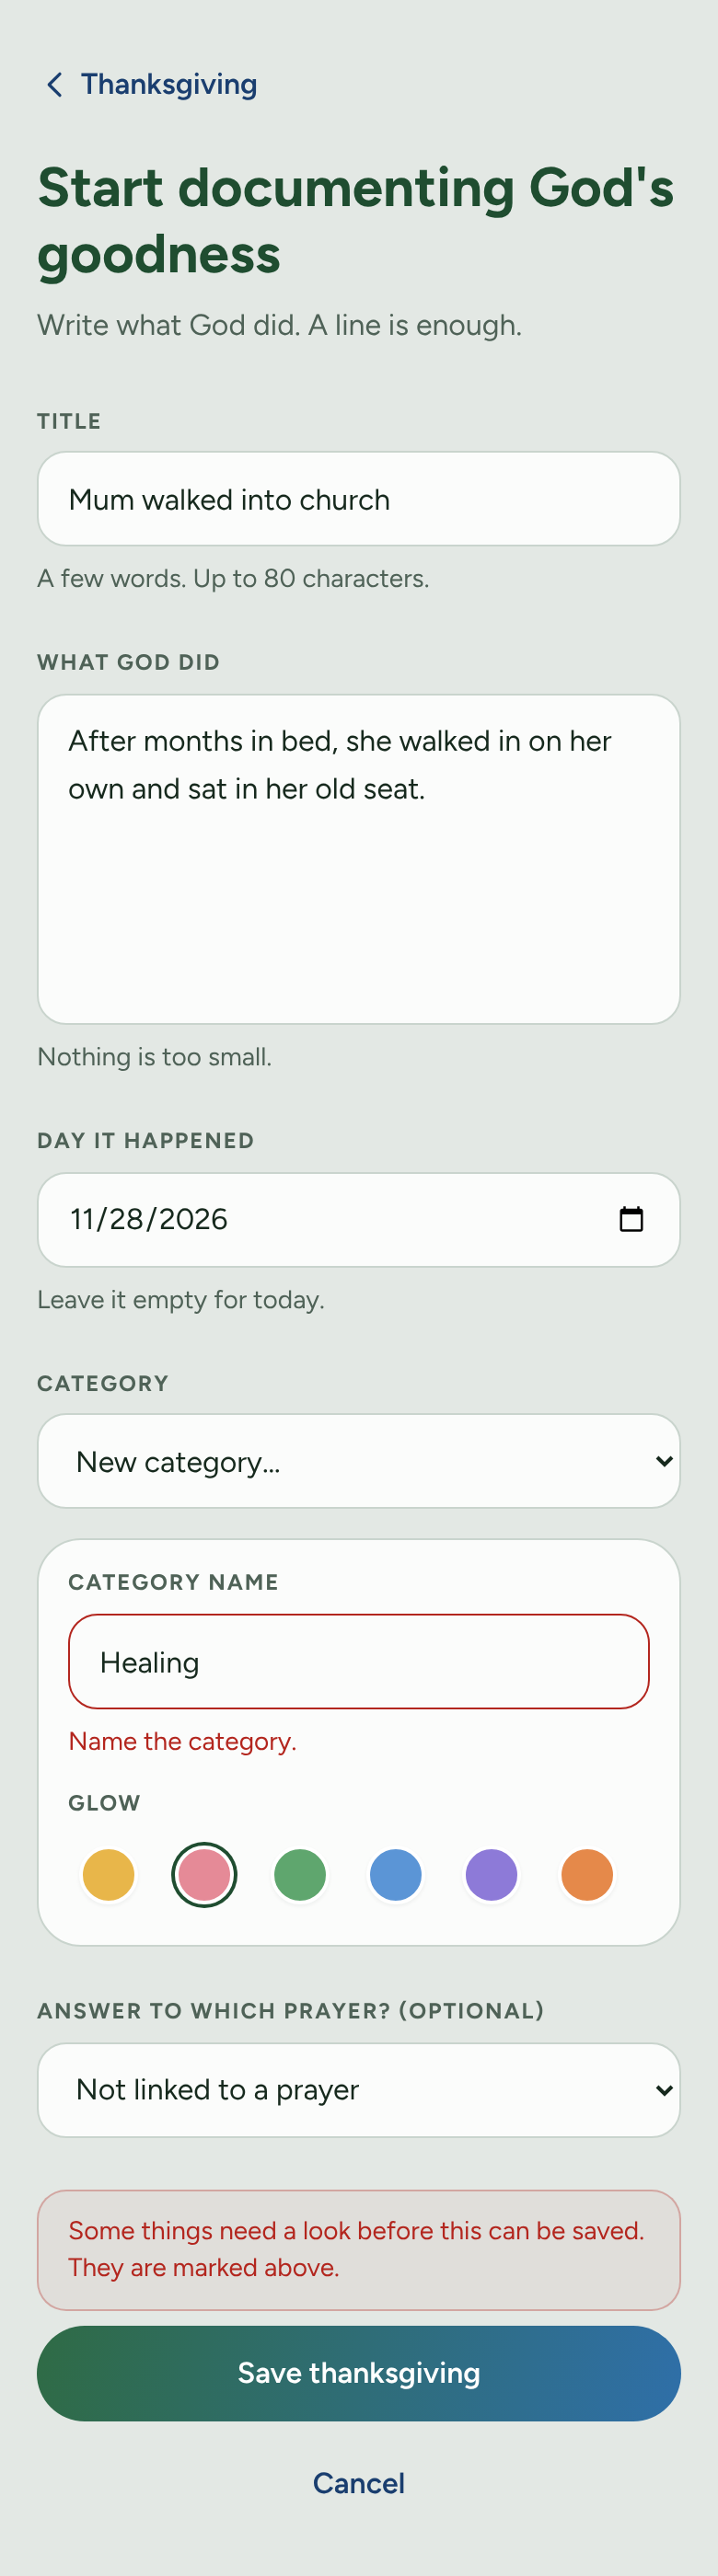 Thanksgiving
Start documenting God's
goodness
Write what God did. A line is enough.
TITLE
Mum walked into church
A few words. Up to 80 characters.
WHAT GOD DID
After months in bed, she walked in on her
own and sat in her old seat.
Nothing is too small.
DAY IT HAPPENED
11/28/2026
Leave it empty for today.
CATEGORY
New category...
CATEGORY NAME
Healing
Name the category.
GLOW
ANSWER TO WHICH PRAYER? (OPTIONAL)
Not linked to a prayer
Some things need a look before this can be saved.
They are marked above.
Save thanksgiving
Cancel